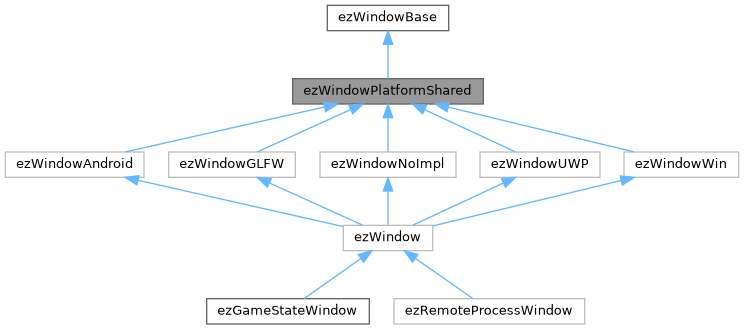 ezWindowBase
ezWindowPlatformShared
ezWindowAndroid
ezWindowGLFW
ezWindowNoImpl
ezWindowUWP
ezWindowWin
ezWindow
ezGameStateWindow
ezRemoteProcessWindow